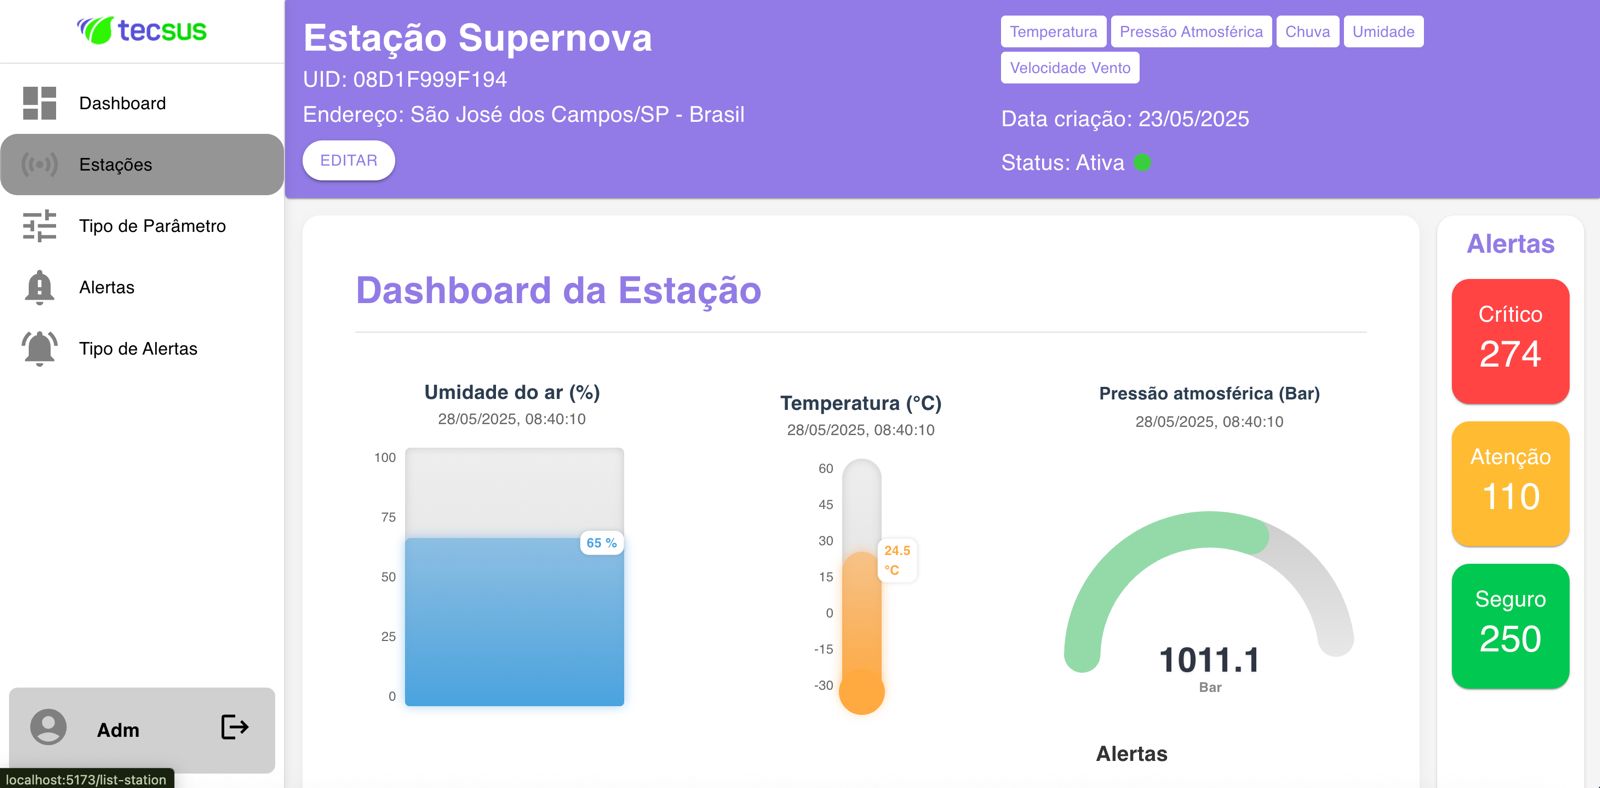 tecsus
Dashboard
Estações
Tipo de Parâmetro
Alertas
Tipo de Alertas
Adm
localhost:5173/list-station
Estação Supernova
UID: 08D1F999F194
Endereço: São José dos Campos/SP - Brasil
EDITAR
Temperatura Pressão Atmosférica Chuva Umidade
Velocidade Vento
Data criação: 23/05/2025
Status: Ativa
Dashboard da Estação
Umidade do ar (%)
28/05/2025, 08:40:10
100
75
50
25
0
65 %
Temperatura (°C)
28/05/2025, 08:40:10
60
45
30
15
0
-15
-30
24.5
°C
Pressão atmosférica (Bar)
28/05/2025, 08:40:10
1011.1
Bar
Alertas
Alertas
Crítico
274
Atenção
110
Seguro
250